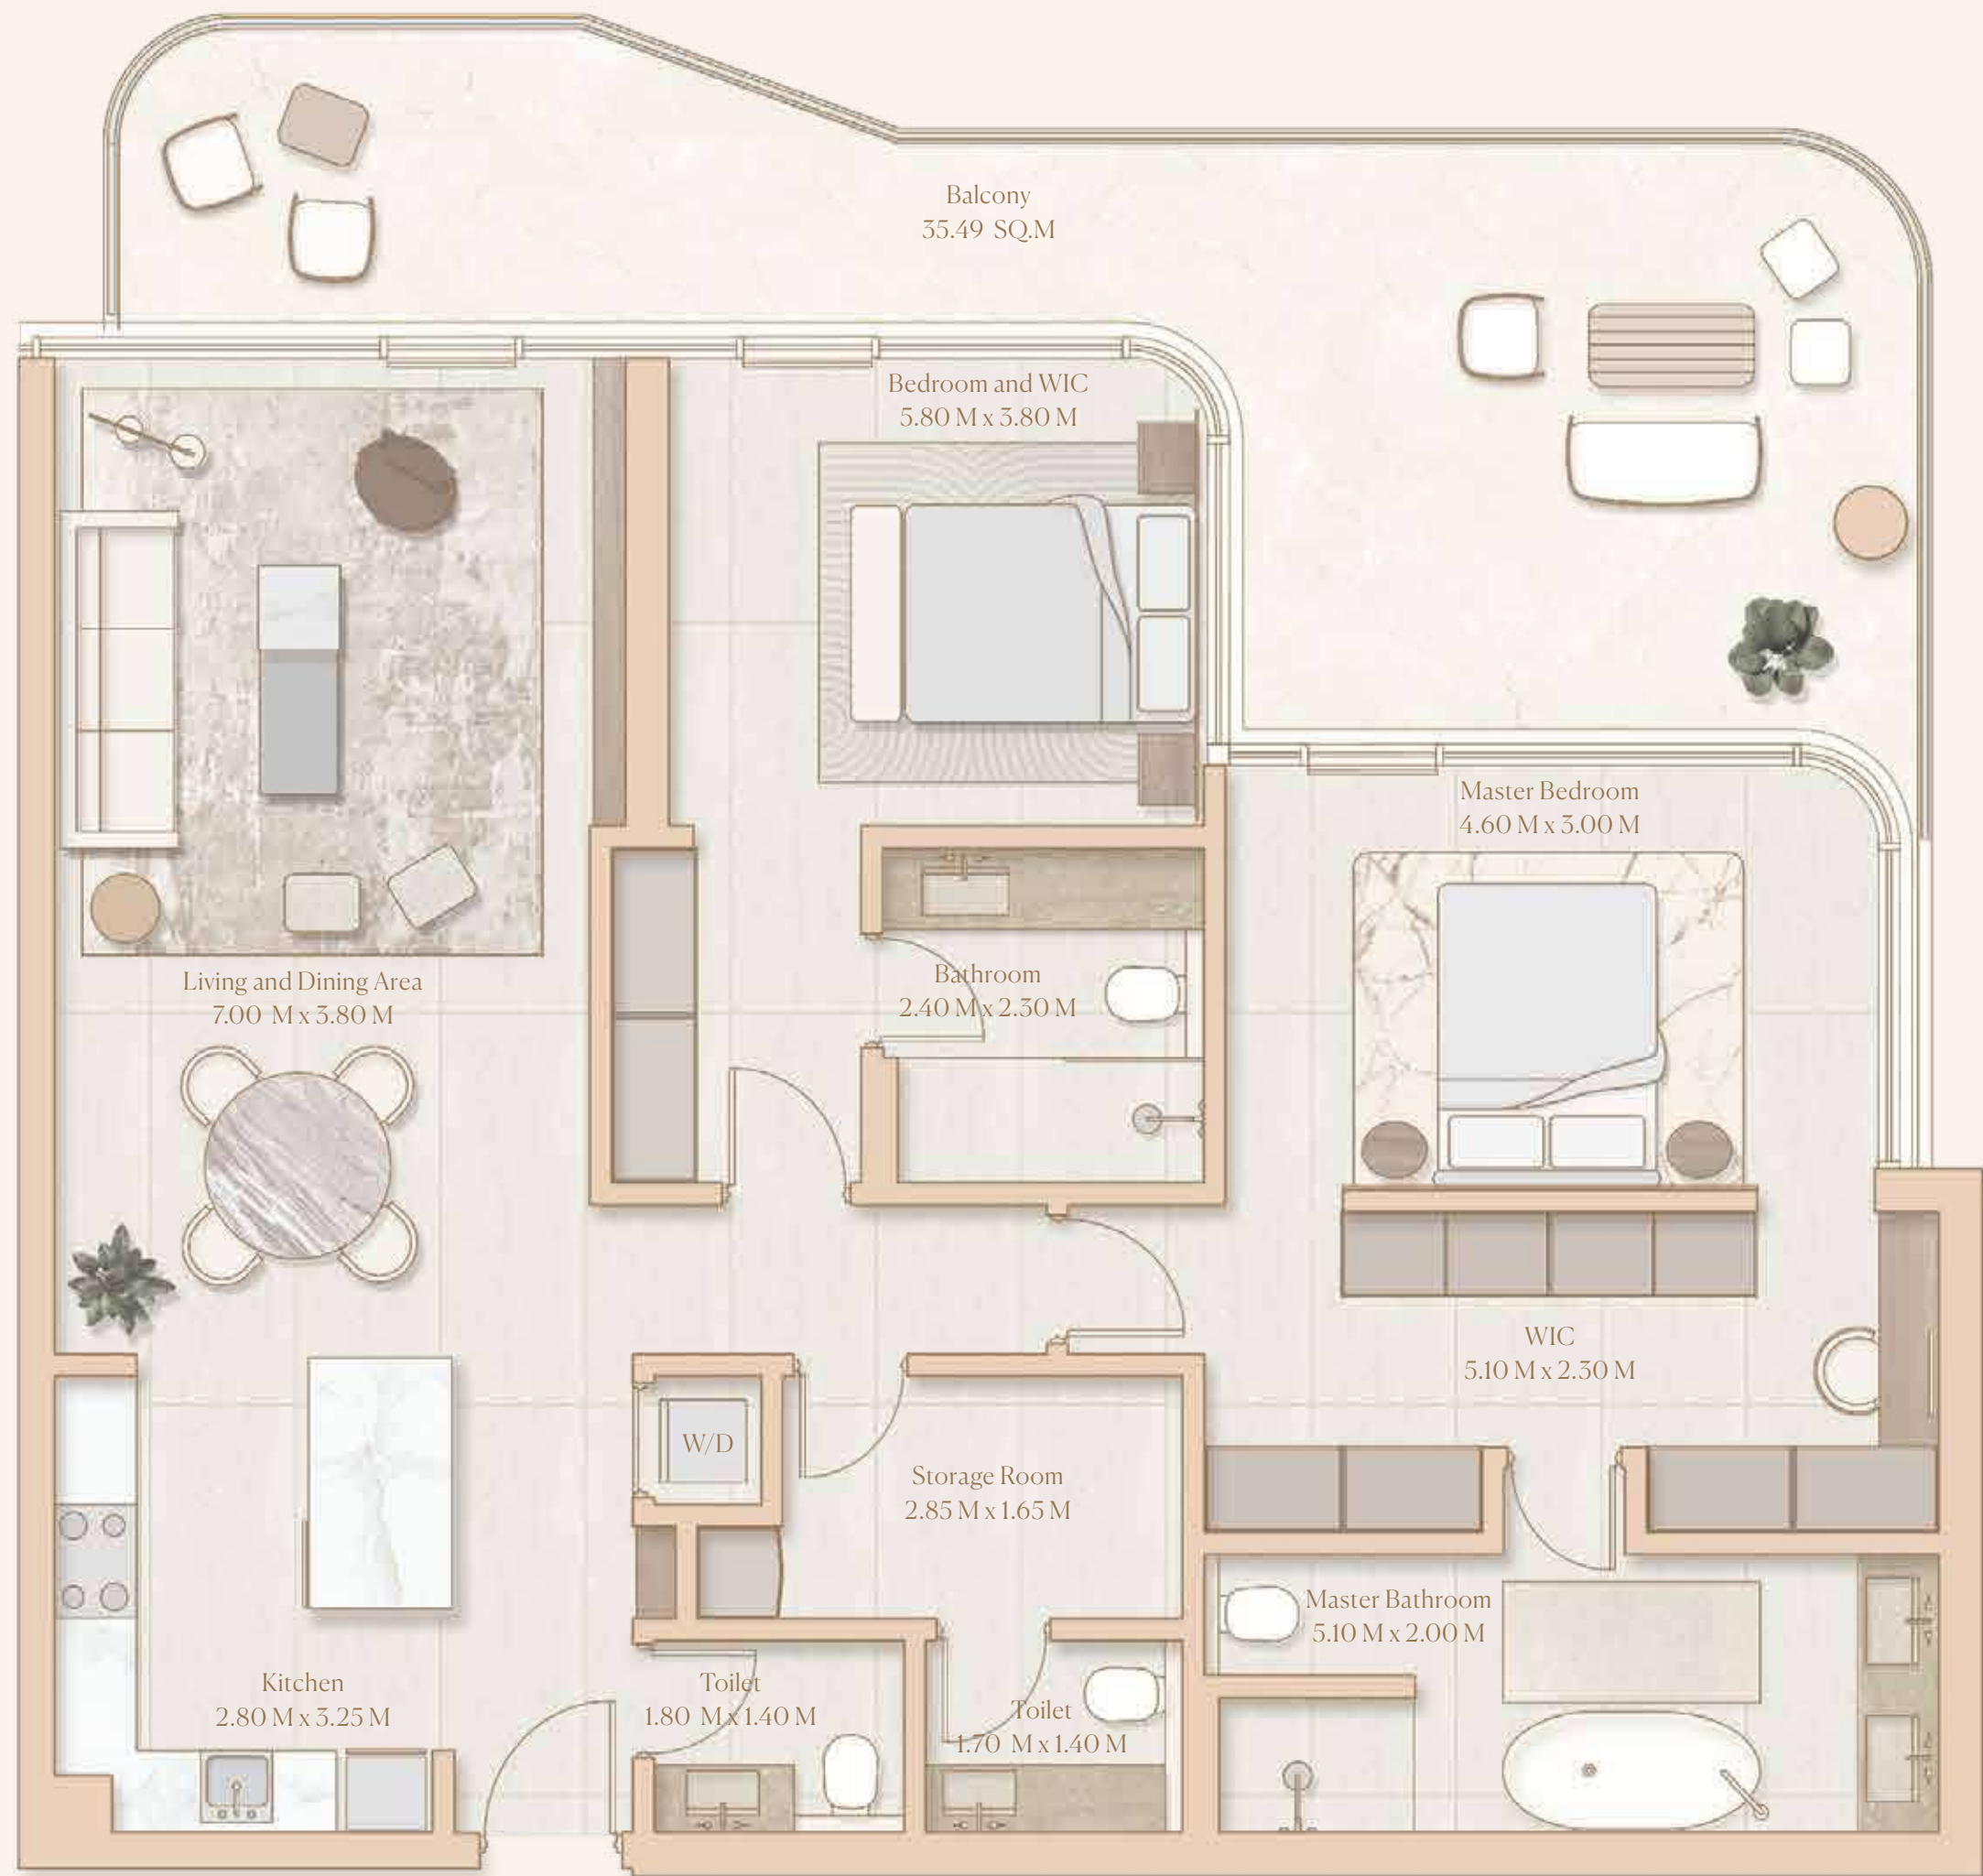 Balcony
35.49 SQ.M
Bedroom and WIC
5.80 M x 3.80 M
Master Bedroom
4.60 M x 3.00 M
Living and Dining Area
7.00 M x 3.80 M
Bathroom
2.40 M x 2.30 M
WIC
5.10 M x 2.30 M
W/D
Storage Room
2.85 M x 1.65 M
Master Bathroom
5.10 M x 2.00 M
Kitchen
2.80 M x 3.25 M
Toilet
1.80 M x 1.40 M
Toilet
1.70 M x 1.40 M